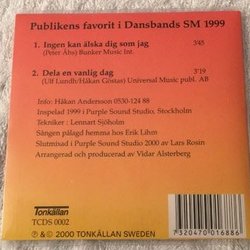 Publikens favorit i Dansbands SM 1999
1. Ingen kan älska dig som jag 3'45
(Peter Åhs) Bunker Music Int.
2. Dela en vanlig dag 3'19
(Ulf Lundh/Håkan Göstas) Universal Music publ. AB
Info: Håkan Andersson 0530-124 88
Inspelad 1999 i Purple Sound Studio, Stockholm
Tekniker : Lennart Sjöholm
Sången pålagd hemma hos Erik Lihm
Slutmixad i Purple Sound Studio 2000 av Lars Rosin
Arrangerad och producerad av Vidar Alsterberg
Tonkällan
TCDS 0002
7 320470 016886
℗ & © 2000 TONKÄLLAN SWEDEN